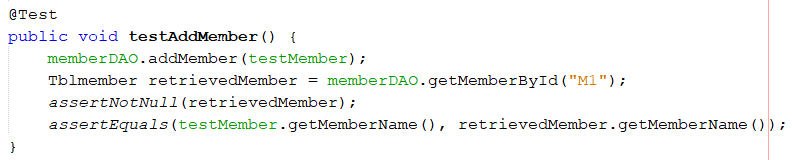 @Test
public void testAddMember() {
    memberDAO.addMember(testMember);
    Tblmember retrievedMember = memberDAO.getMemberById("M1");
    assertNotNull(retrievedMember);
    assertEquals(testMember.getMemberName(), retrievedMember.getMemberName());
}